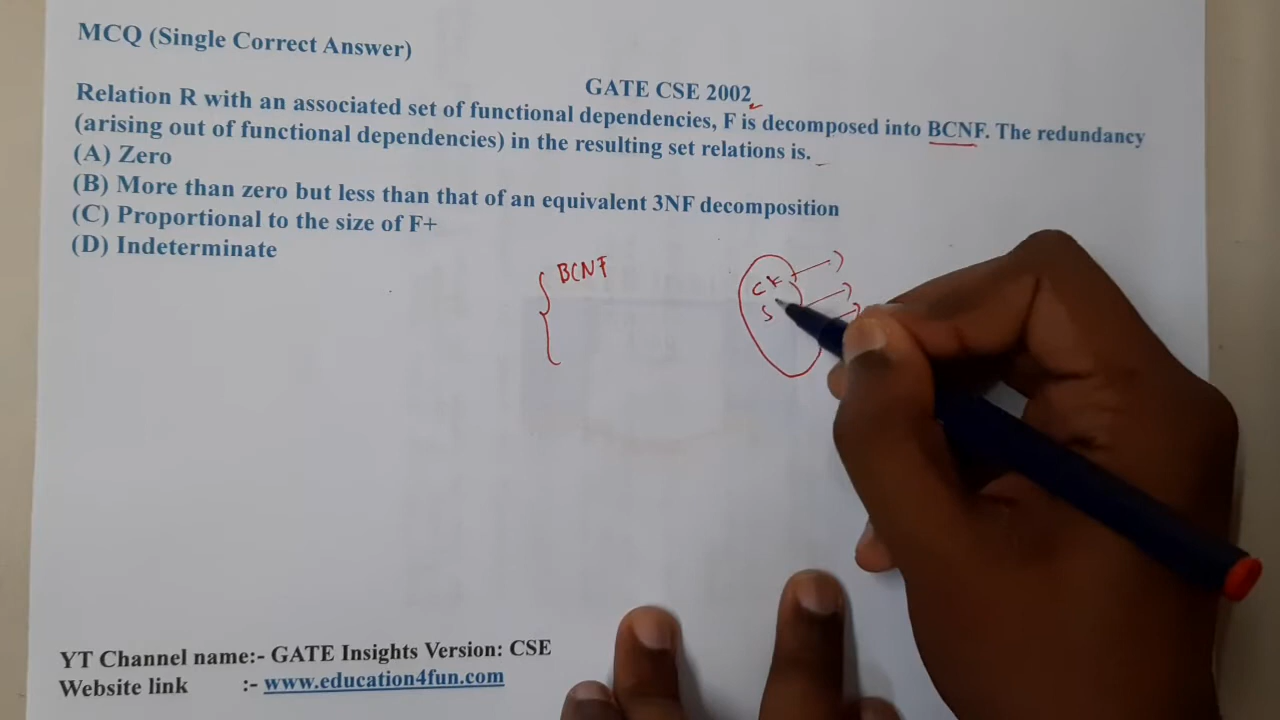 MCQ (Single Correct Answer)
GATE CSE 2002
Relation R with an associated set of functional dependencies, F is decomposed into BCNF. The redundancy
(arising out of functional dependencies) in the resulting set relations is.
(A) Zero
(B) More than zero but less than that of an equivalent 3NF decomposition
(C) Proportional to the size of F+
(D) Indeterminate
BCNF
CK
S
YT Channel name:- GATE Insights Version: CSE
Website link :- www.education4fun.com